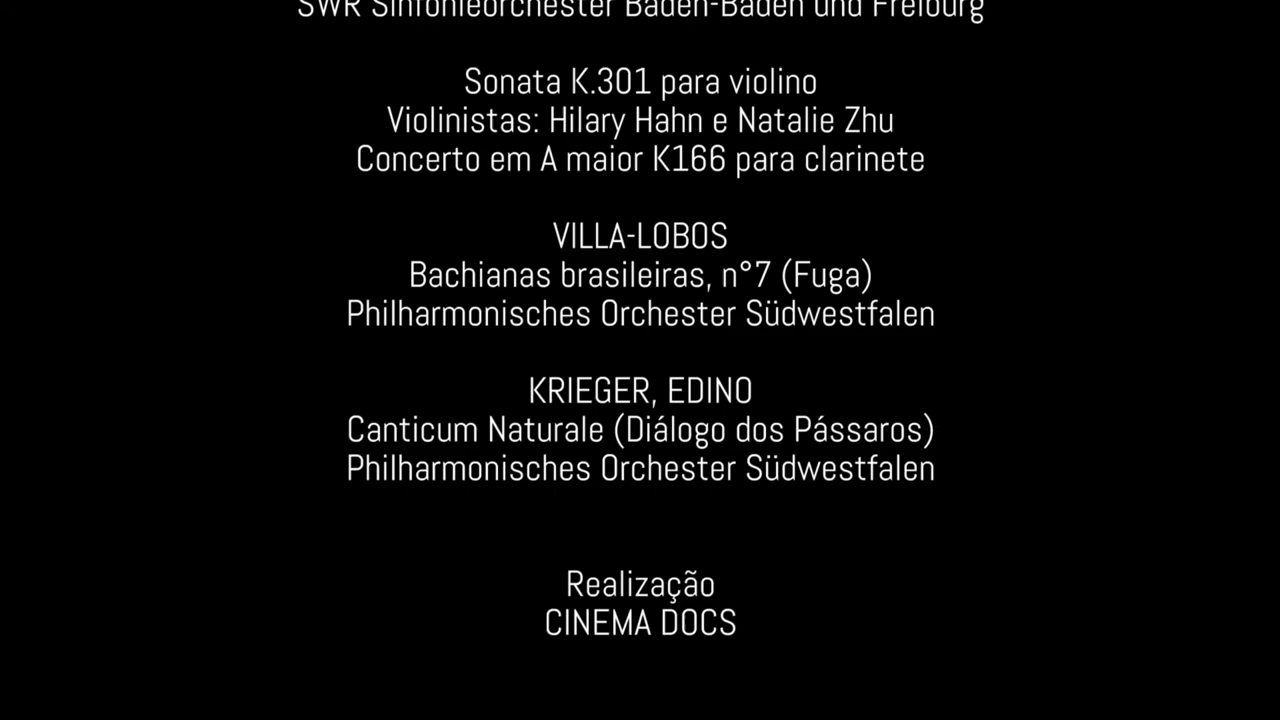 SWR Sinfonieorchester Baden-Baden und Freiburg
Sonata K.301 para violino
Violinistas: Hilary Hahn e Natalie Zhu
Concerto em A maior K166 para clarinete
VILLA-LOBOS
Bachianas brasileiras, n°7 (Fuga)
Philharmonisches Orchester Südwestfalen
KRIEGER, EDINO
Canticum Naturale (Diálogo dos Pássaros)
Philharmonisches Orchester Südwestfalen
Realização
CINEMA DOCS